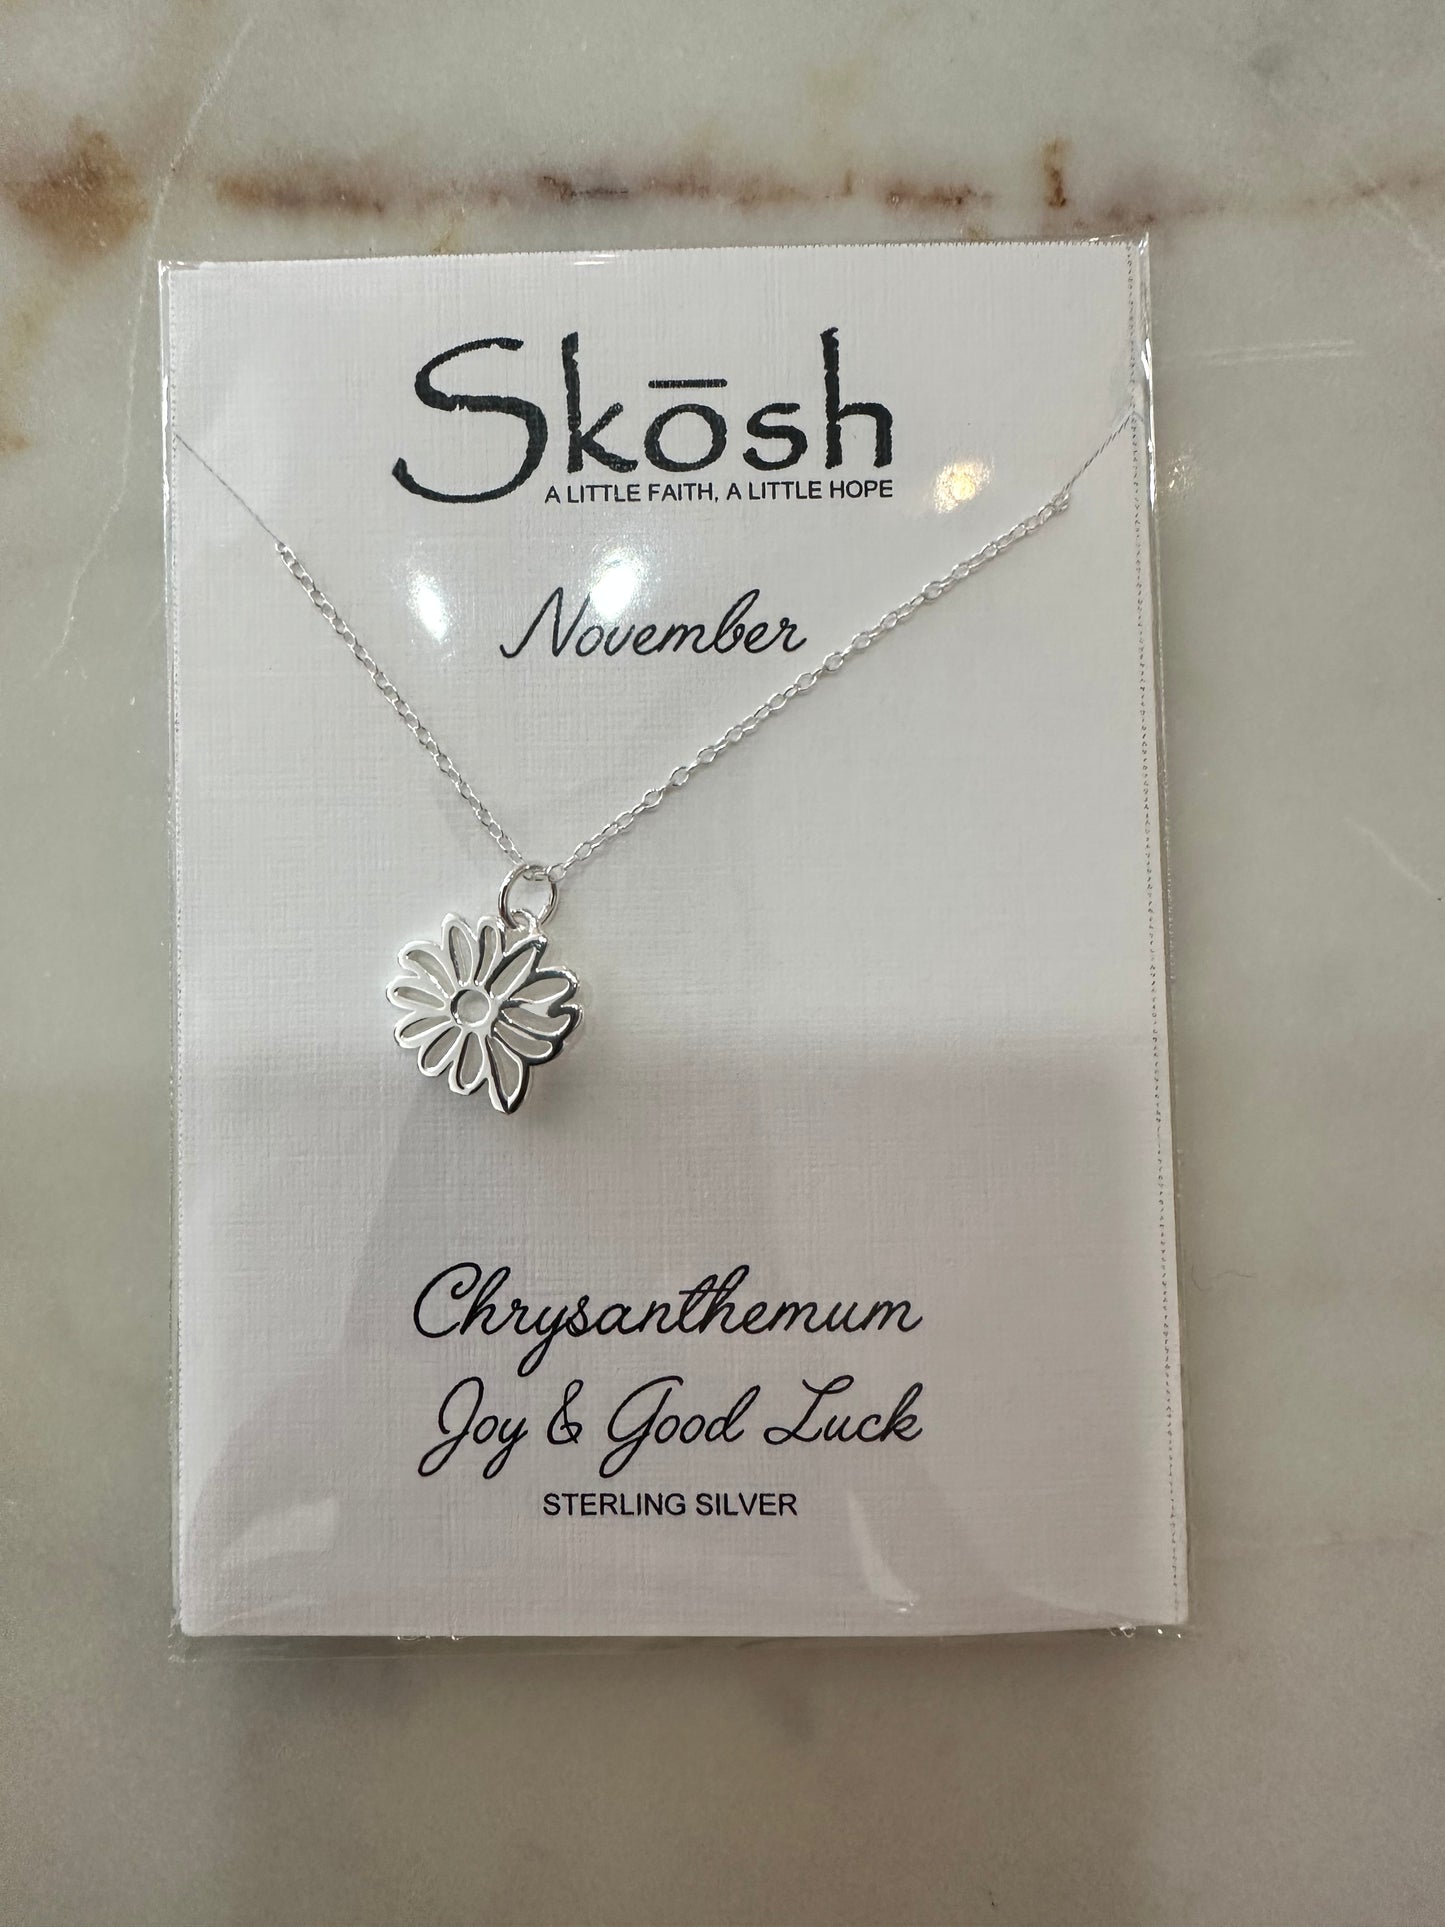 Skōsh
A LITTLE FAITH, A LITTLE HOPE
November
Chrysanthemum
Joy & Good Luck
STERLING SILVER